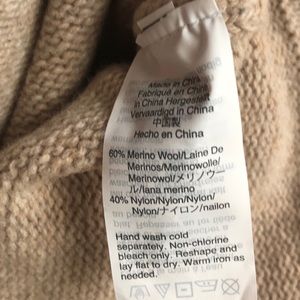 Made in China
Fabriqué en China
In China Hergestellt
Vervaardigd in China
中国製
Hecho en China
60% Merino Wool/Laine De
Merinos/Merinowolle/
Merinowol/メリノウー
ル/lana merino
40% Nylon/Nylon/Nylon/
Nylon/ナイロン/nailon
Hand wash cold
separately. Non-chlorine
bleach only. Reshape and
lay flat to dry. Warm iron as
needed.